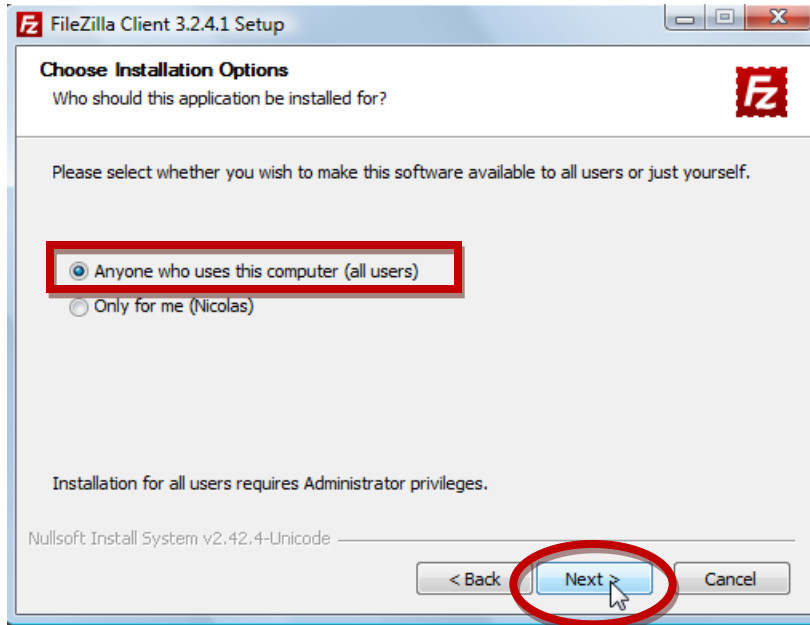 FileZilla Client 3.2.4.1 Setup
Choose Installation Options
Who should this application be installed for?
Fz
Please select whether you wish to make this software available to all users or just yourself.
Anyone who uses this computer (all users)
Only for me (Nicolas)
Installation for all users requires Administrator privileges.
Nullsoft Install System v2.42.4-Unicode
< Back Next > Cancel